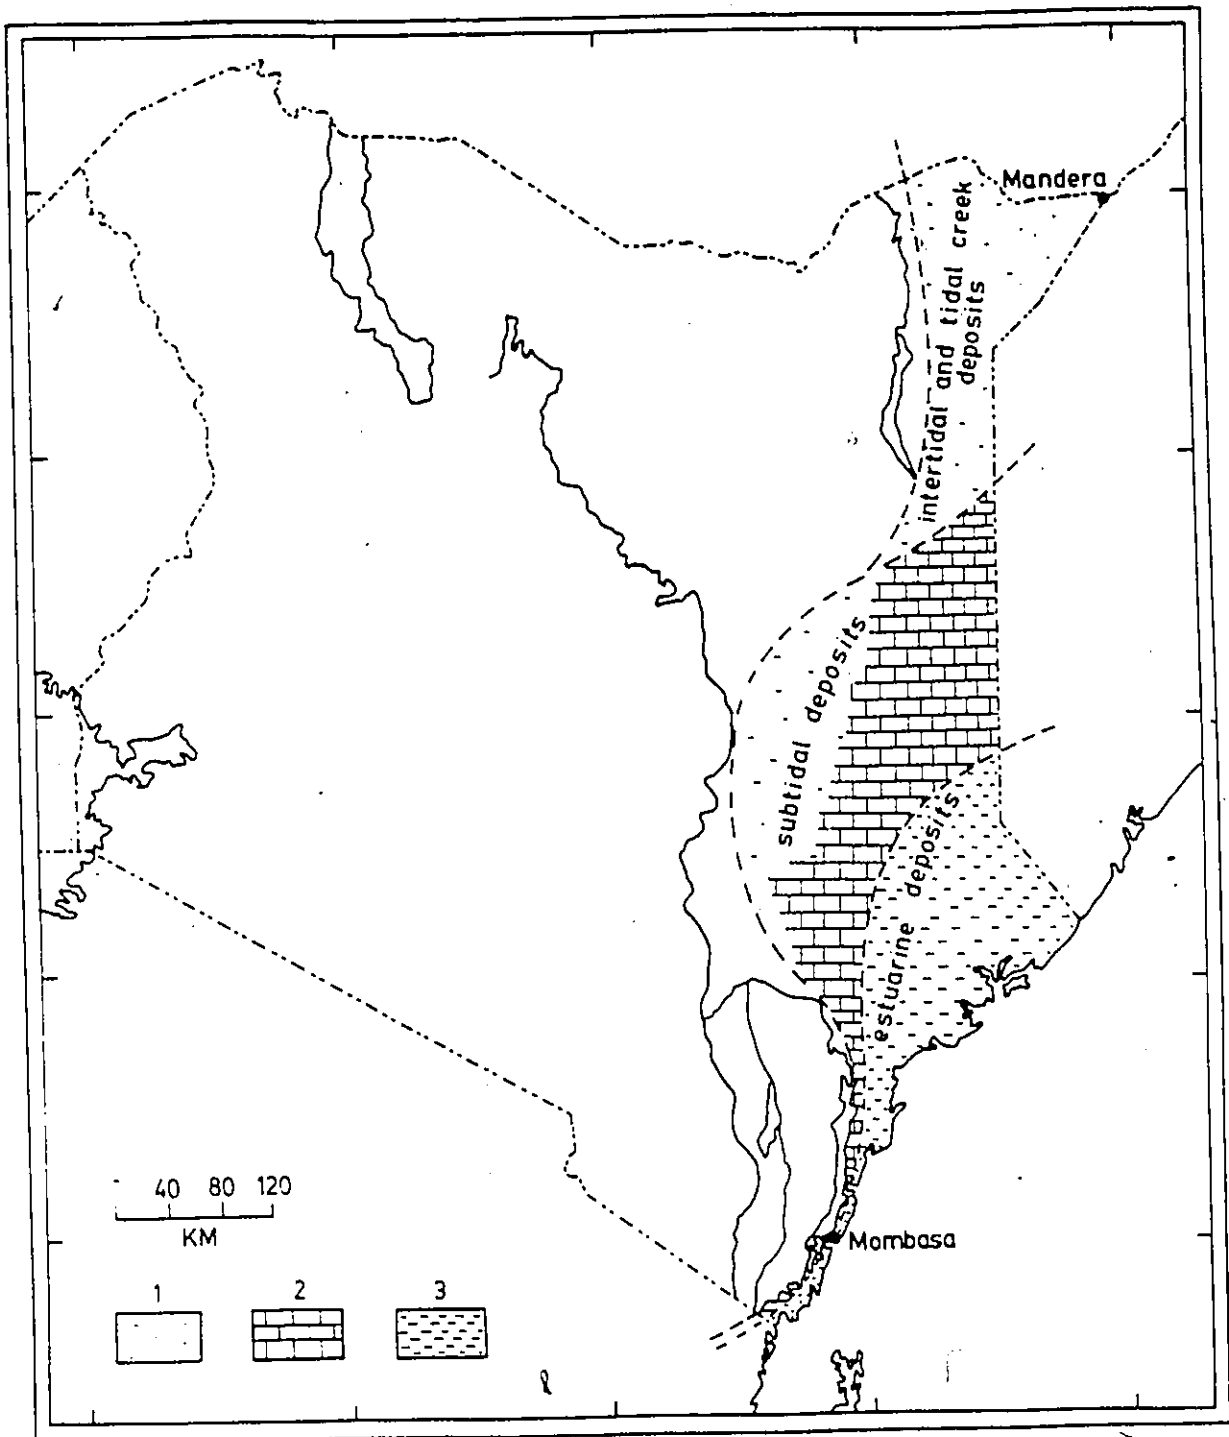 Mandera
intertidal and tidal creek
deposits
subtidal deposits
estuarine deposits
Mombasa
40 80 120
KM
1 2 3